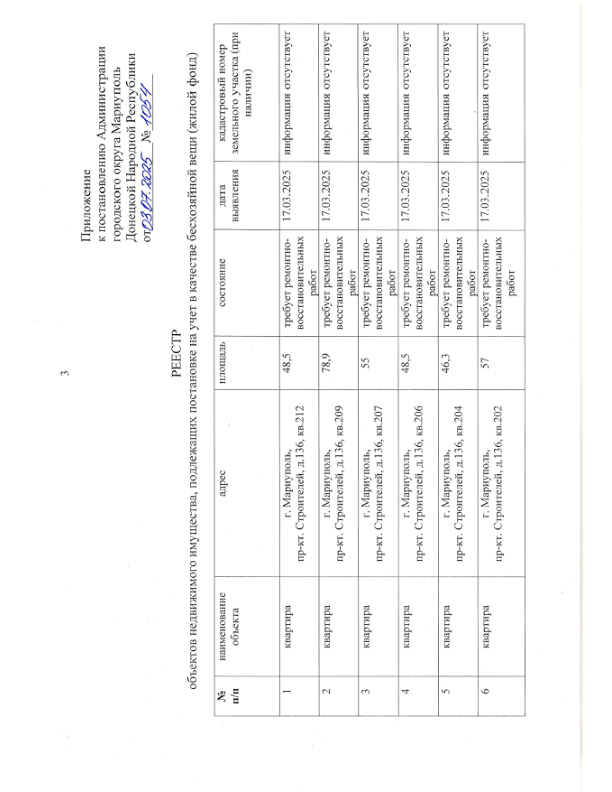 3
Приложение
к постановлению Администрации
городского округа Мариуполь
Донецкой Народной Республики
от 03.07.2025 № 1054
РЕЕСТР
объектов недвижимого имущества, подлежащих постановке на учет в качестве бесхозяйной вещи (жилой фонд)
№ п/п наименование объекта адрес площадь состояние дата выявления кадастровый номер земельного участка (при наличии)
1 квартира г. Мариуполь, пр-кт. Строителей, д.136, кв.212 48,5 требует ремонтно-восстановительных работ 17.03.2025 информация отсутствует
2 квартира г. Мариуполь, пр-кт. Строителей, д.136, кв.209 78,9 требует ремонтно-восстановительных работ 17.03.2025 информация отсутствует
3 квартира г. Мариуполь, пр-кт. Строителей, д.136, кв.207 55 требует ремонтно-восстановительных работ 17.03.2025 информация отсутствует
4 квартира г. Мариуполь, пр-кт. Строителей, д.136, кв.206 48,5 требует ремонтно-восстановительных работ 17.03.2025 информация отсутствует
5 квартира г. Мариуполь, пр-кт. Строителей, д.136, кв.204 46,3 требует ремонтно-восстановительных работ 17.03.2025 информация отсутствует
6 квартира г. Мариуполь, пр-кт. Строителей, д.136, кв.202 57 требует ремонтно-восстановительных работ 17.03.2025 информация отсутствует